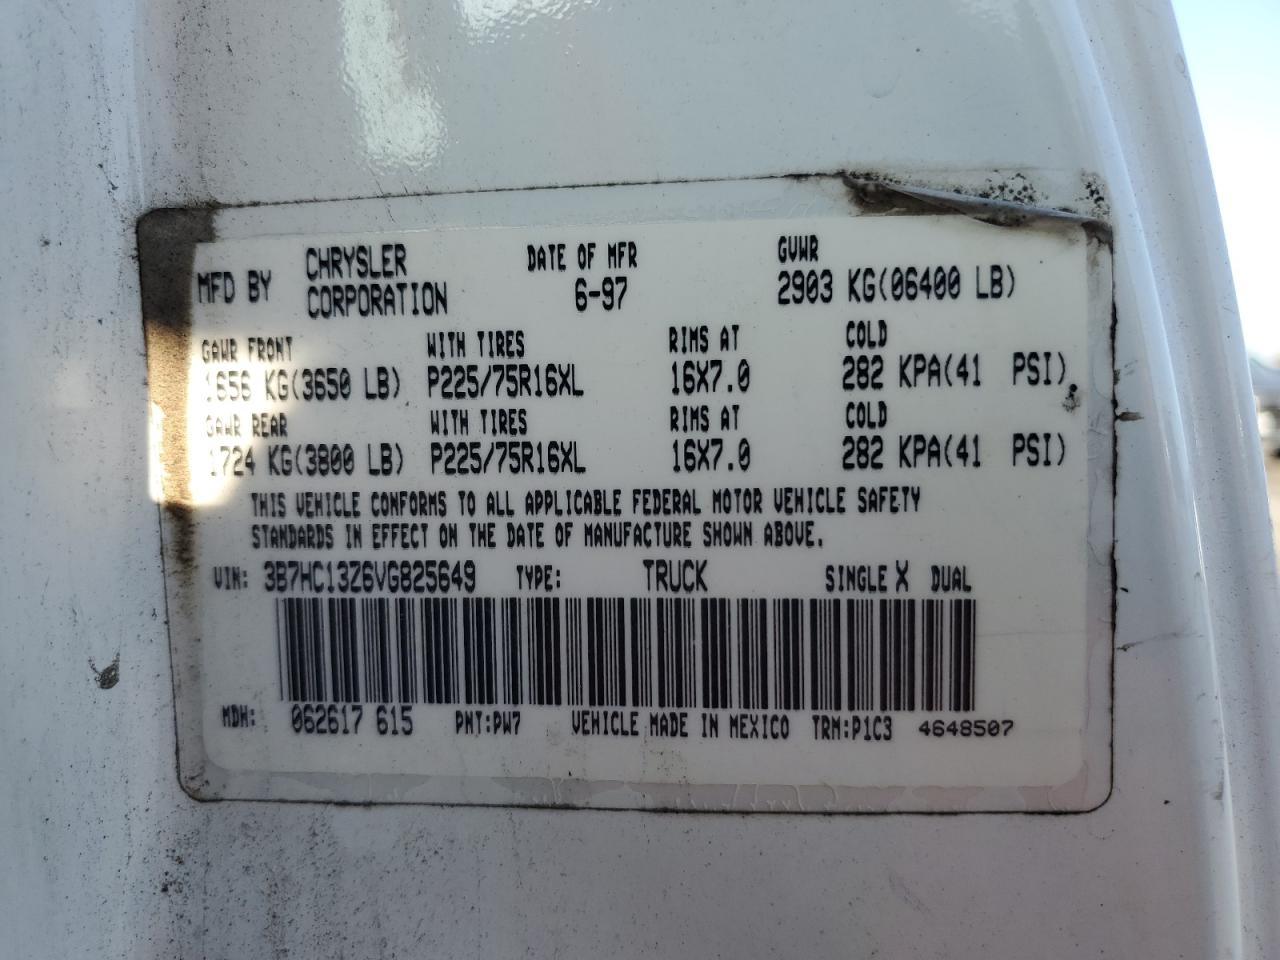 MFD BY CHRYSLER CORPORATION DATE OF MFR 6-97 GVWR 2903 KG(06400 LB)
GAWR FRONT WITH TIRES RIMS AT COLD
1656 KG(3650 LB) P225/75R16XL 16X7.0 282 KPA(41 PSI)
GAWR REAR WITH TIRES RIMS AT COLD
1724 KG(3800 LB) P225/75R16XL 16X7.0 282 KPA(41 PSI)
THIS VEHICLE CONFORMS TO ALL APPLICABLE FEDERAL MOTOR VEHICLE SAFETY
STANDARDS IN EFFECT ON THE DATE OF MANUFACTURE SHOWN ABOVE.
VIN: 3B7HC13Z6VG825649 TYPE: TRUCK SINGLE X DUAL
MDH: 062617 615 PNT:PW7 VEHICLE MADE IN MEXICO TRM:P1C3 4648507